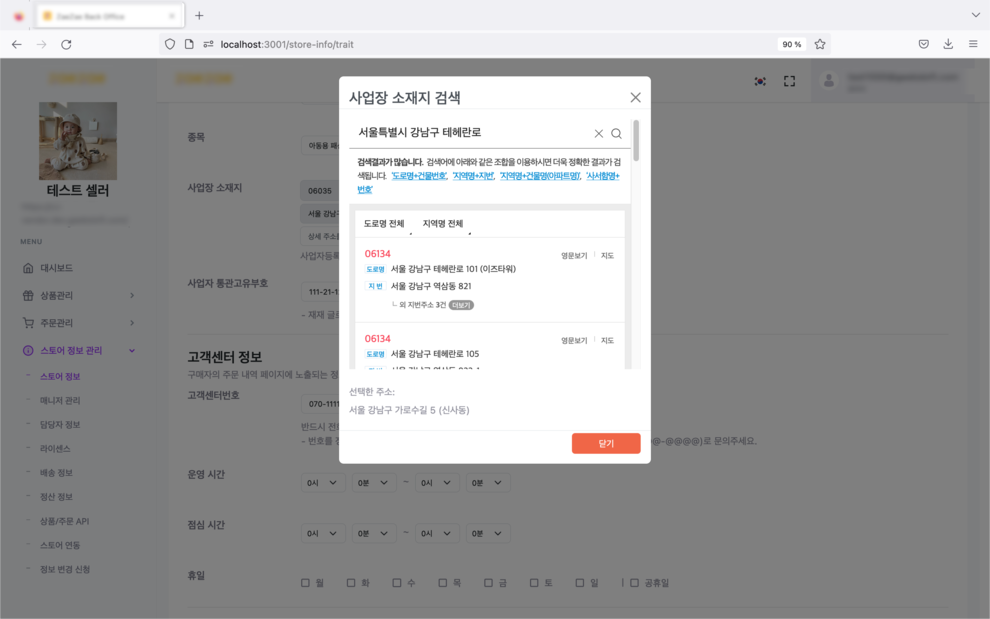 localhost:3001/store-info/trait
90 %
테스트 셀러
MENU
대시보드
상품관리
주문관리
스토어 정보 관리
스토어 정보
매니저 관리
담당자 정보
라이센스
배송 정보
정산 정보
상품/주문 API
스토어 연동
정보 변경 신청
종목
아동용 패
사업장 소재지
06035
서울 강남구
상세 주소를
사업자등록
사업자 통관고유부호
111-21-1
고객센터 정보
구매자의 주문 내역 페이지에 노출되는 정
고객센터번호
070-1111
반드시 전화
- 번호를 정
@-@@@@)로 문의주세요.
운영 시간
0시 0분 ~ 0시 0분
점심 시간
0시 0분 ~ 0시 0분
휴일
월 화 수 목 금 토 일 | 공휴일
사업장 소재지 검색
서울특별시 강남구 테헤란로
검색결과가 많습니다. 검색어에 아래와 같은 조합을 이용하시면 더욱 정확한 결과가 검
색됩니다. '도로명+건물번호', '지역명+지번', '지역명+건물명(아파트명)', '사서함명+
번호'
도로명 전체 지역명 전체
06134 영문보기 지도
도로명 서울 강남구 테헤란로 101 (이즈타워)
지번 서울 강남구 역삼동 821
└ 외 지번주소 3건 더보기
06134 영문보기 지도
도로명 서울 강남구 테헤란로 105
선택한 주소:
서울 강남구 가로수길 5 (신사동)
닫기